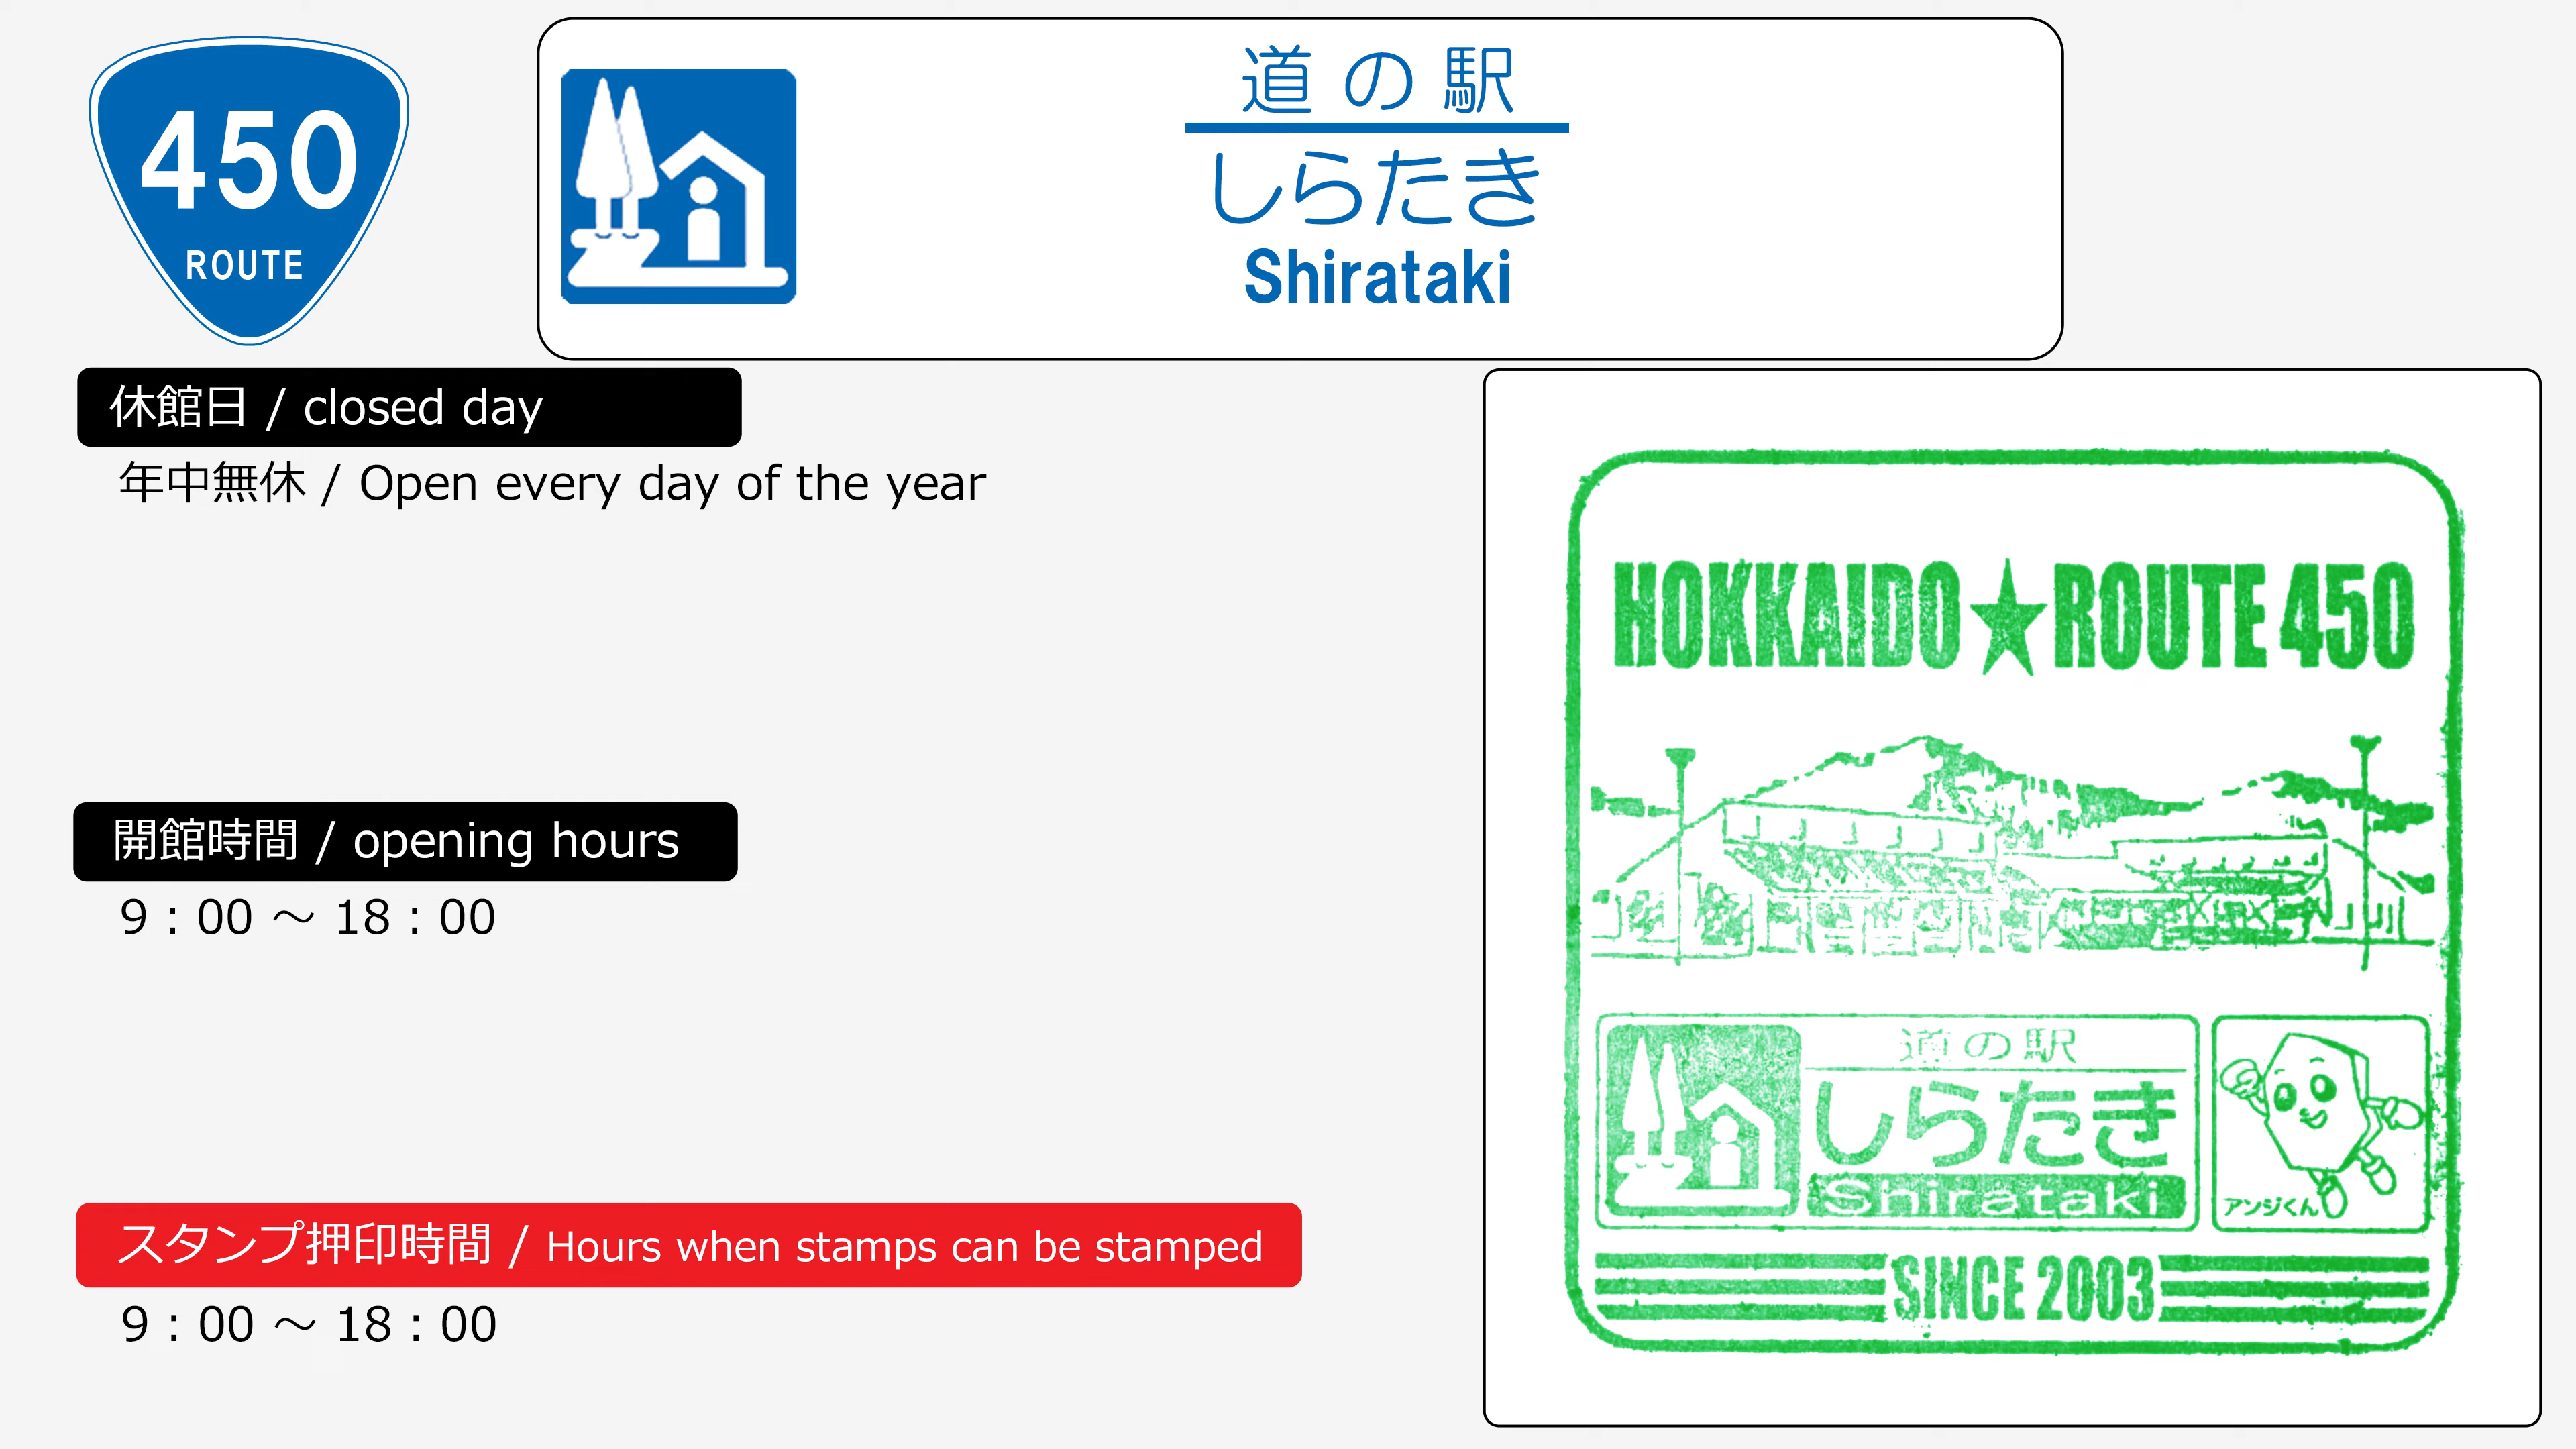 450
ROUTE
道の駅
しらたき
Shirataki
休館日 / closed day
年中無休 / Open every day of the year
開館時間 / opening hours
9：00 ～ 18：00
スタンプ押印時間 / Hours when stamps can be stamped
9：00 ～ 18：00
HOKKAIDO★ROUTE 450
道の駅
しらたき
Shirataki
アンジくん
SINCE 2003